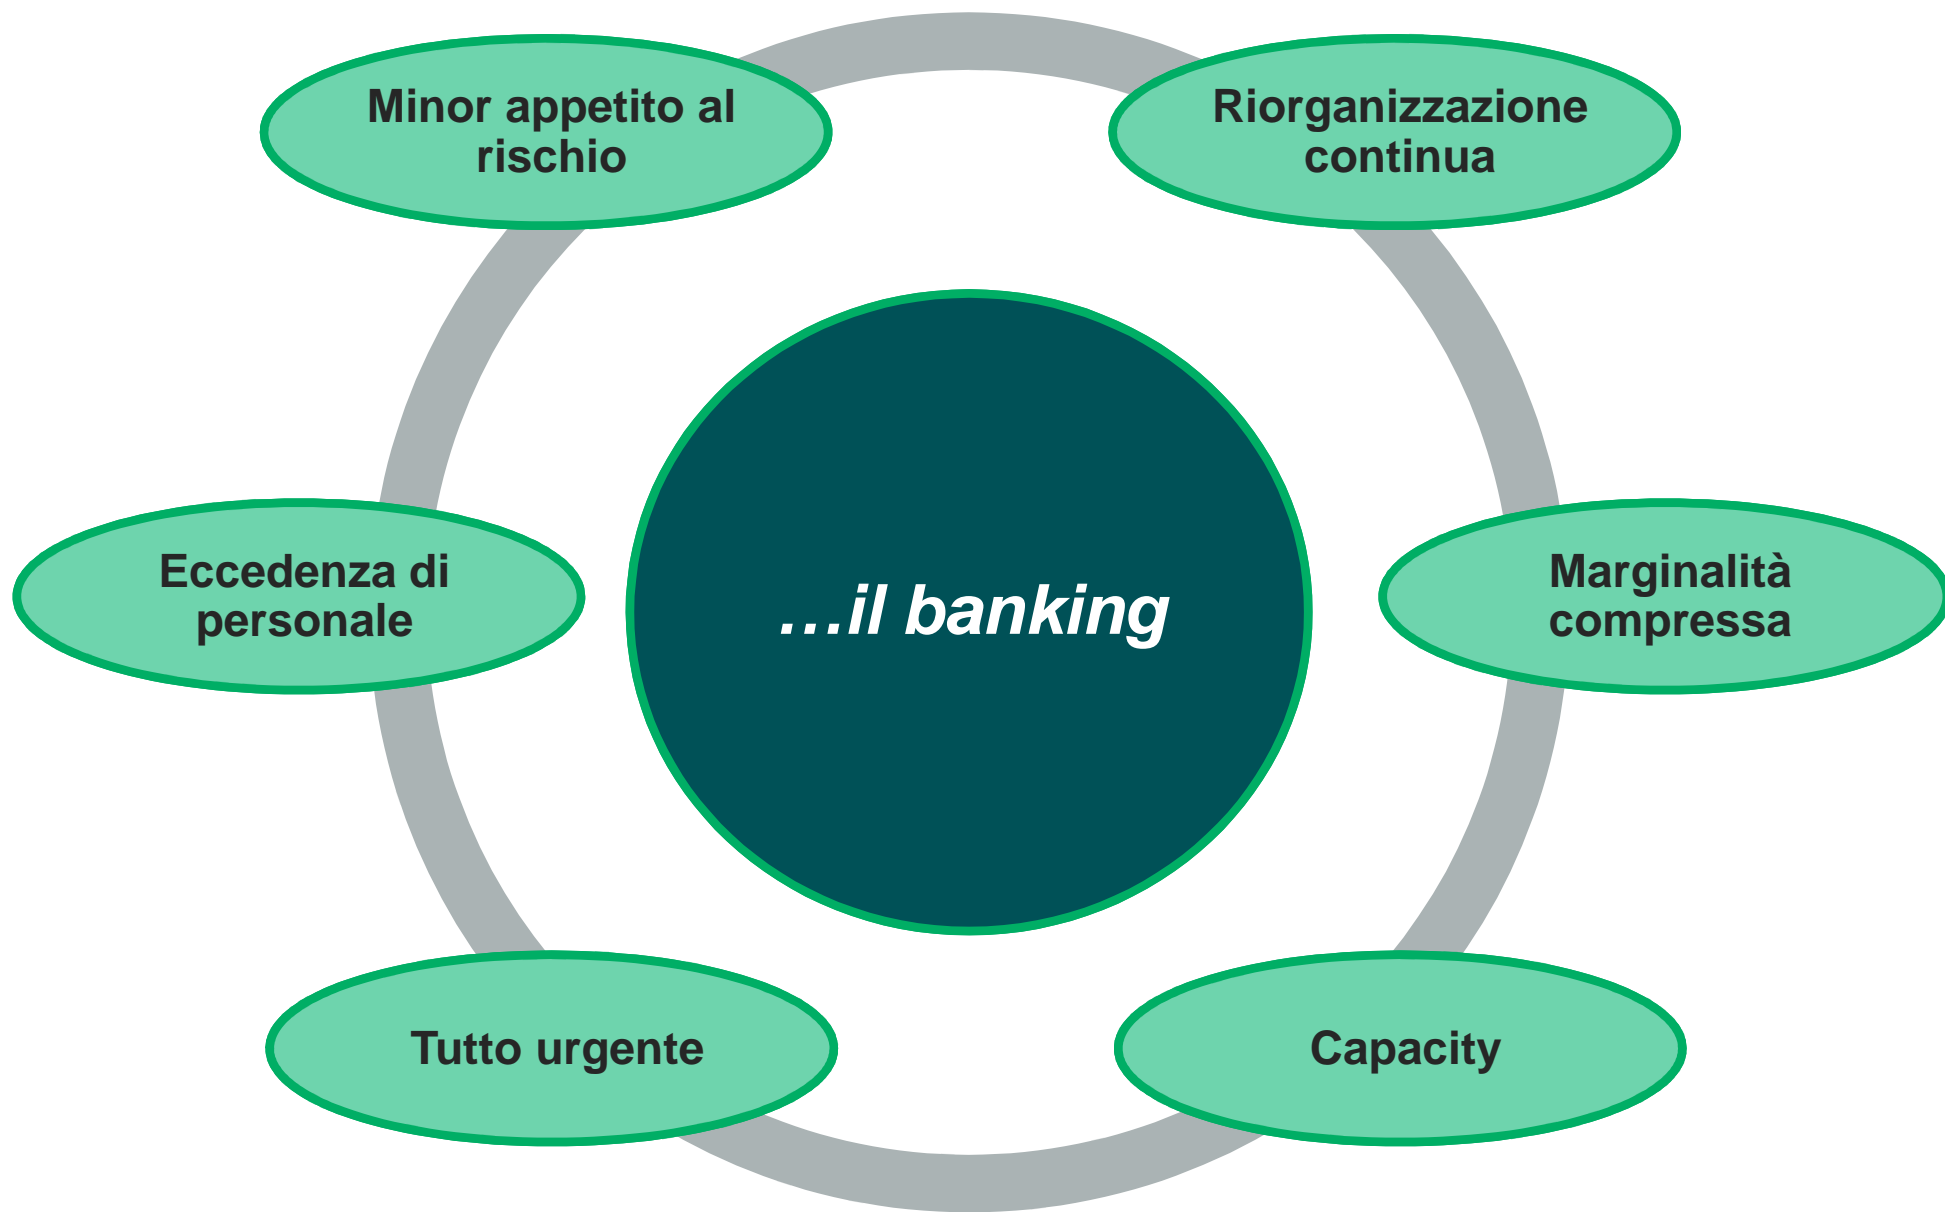 Minor appetito al
rischio
Riorganizzazione
continua
Eccedenza di
personale
…il banking
Marginalità
compressa
Tutto urgente
Capacity